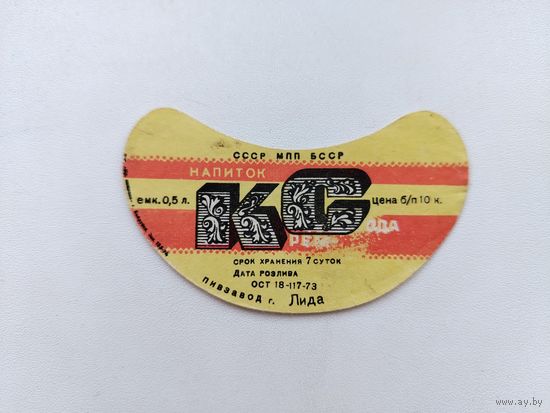 СССР МПП БССР
НАПИТОК
емк. 0,5 л.
КС
цена б/п 10 к.
СРОК ХРАНЕНИЯ 7 СУТОК
ДАТА РОЗЛИВА
ОСТ 18-117-73
ПИВЗАВОД г. Лида
www.ay.by